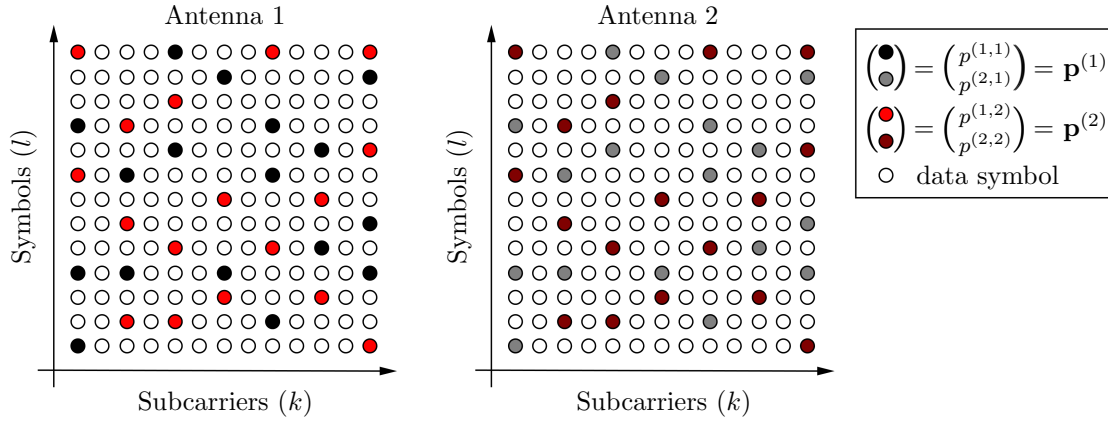 Antenna 1
Symbols (l)
Subcarriers (k)
Antenna 2
Symbols (l)
Subcarriers (k)
( ) = (p^(1,1) p^(2,1)) = p^(1)
( ) = (p^(1,2) p^(2,2)) = p^(2)
data symbol